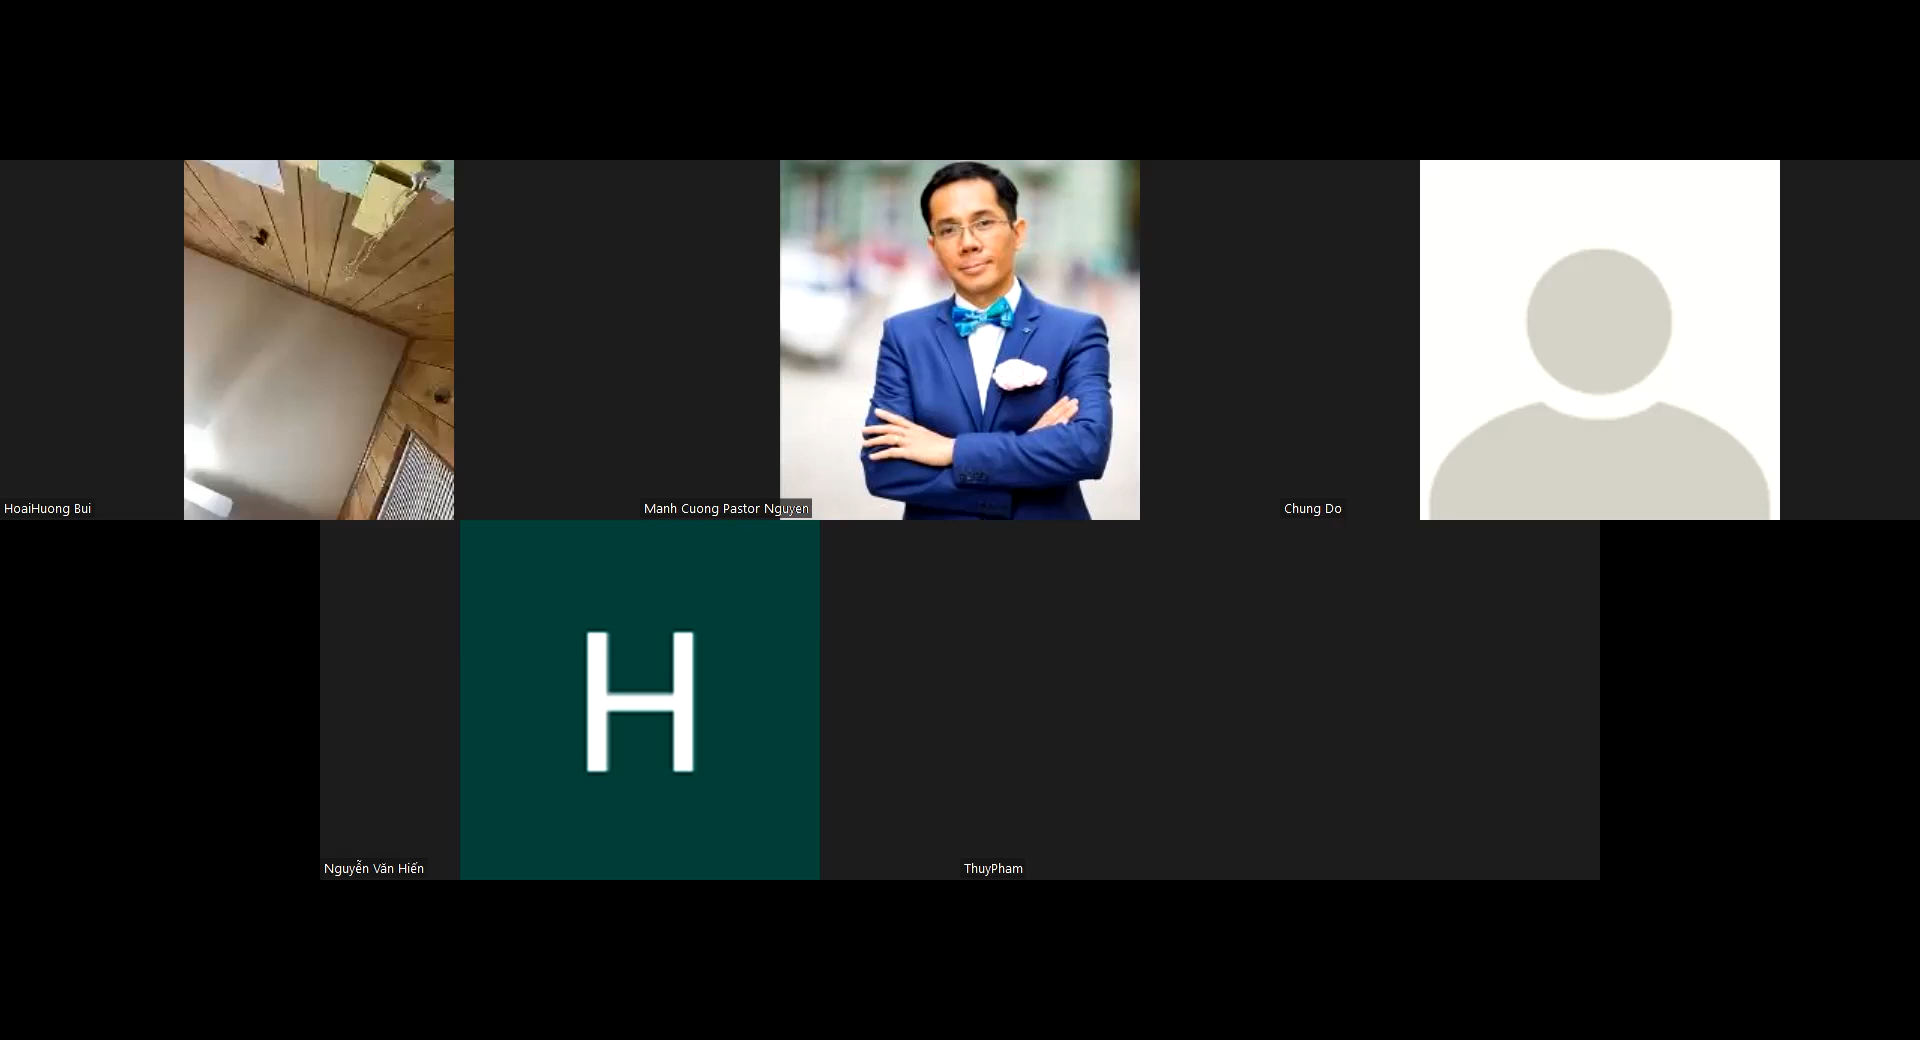 HoaiHuong Bui
Manh Cuong Pastor Nguyen
Chung Do
H
Nguyễn Văn Hiến
ThuyPham